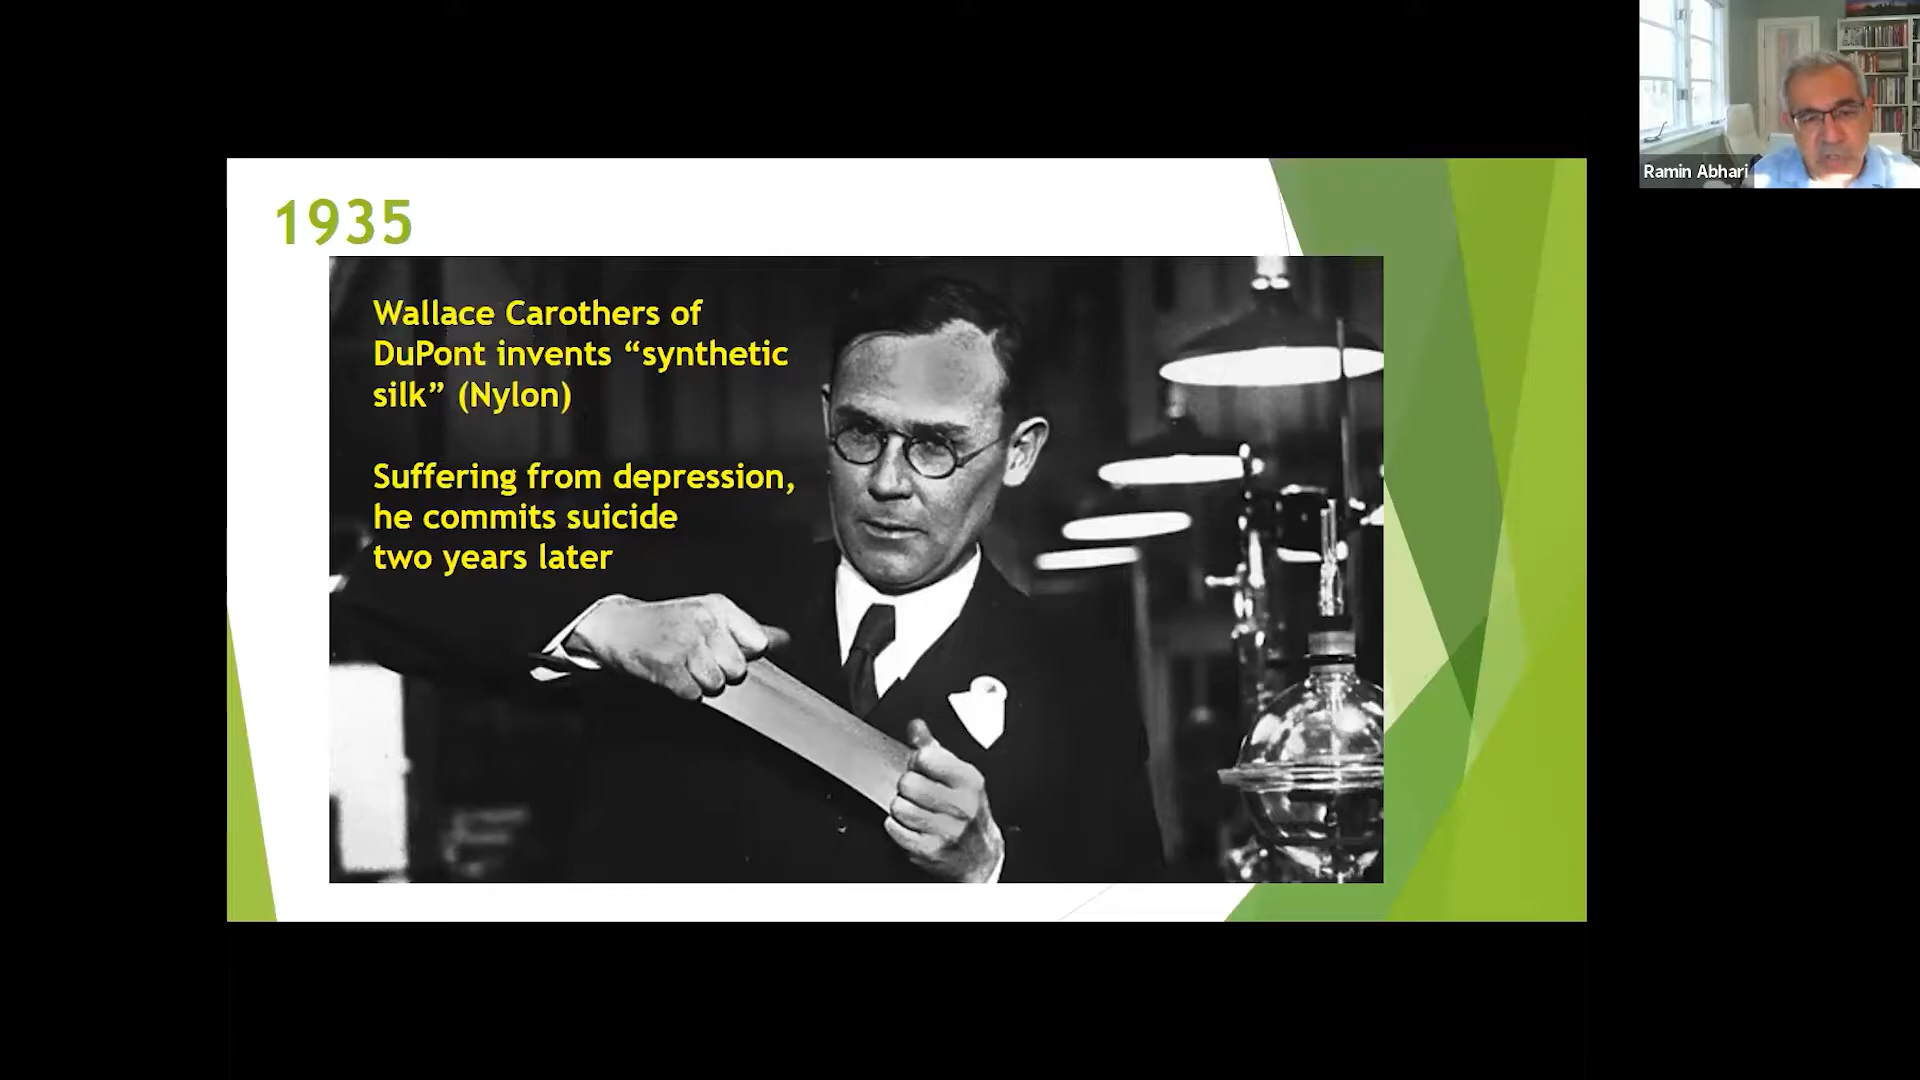 1935
Wallace Carothers of
DuPont invents “synthetic
silk” (Nylon)
Suffering from depression,
he commits suicide
two years later
Ramin Abhari